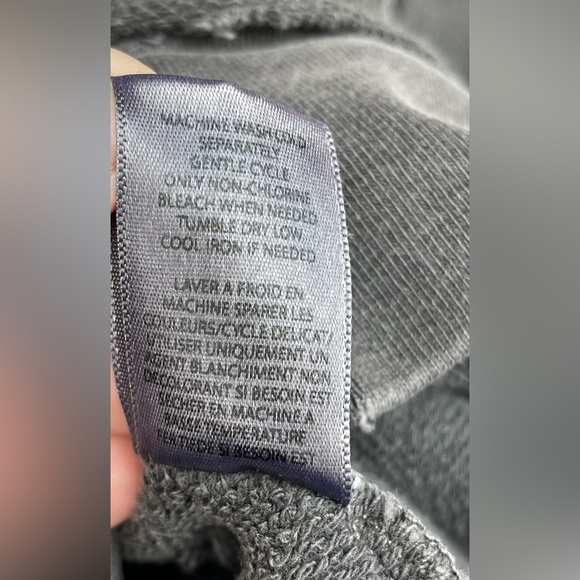 MACHINE WASH COLD
SEPARATELY
GENTLE CYCLE
ONLY NON-CHLORINE
BLEACH WHEN NEEDED
TUMBLE DRY LOW
COOL IRON IF NEEDED
LAVER A FROID EN
MACHINE SPARER LES
COULEURS/CYCLE DELICAT/
UTILISER UNIQUEMENT UN
AGENT BLANCHIMENT NON
DECOLORANT SI BESOIN EST
SECHER EN MACHINE A
BASSE TEMPERATURE
SI BESOIN EST